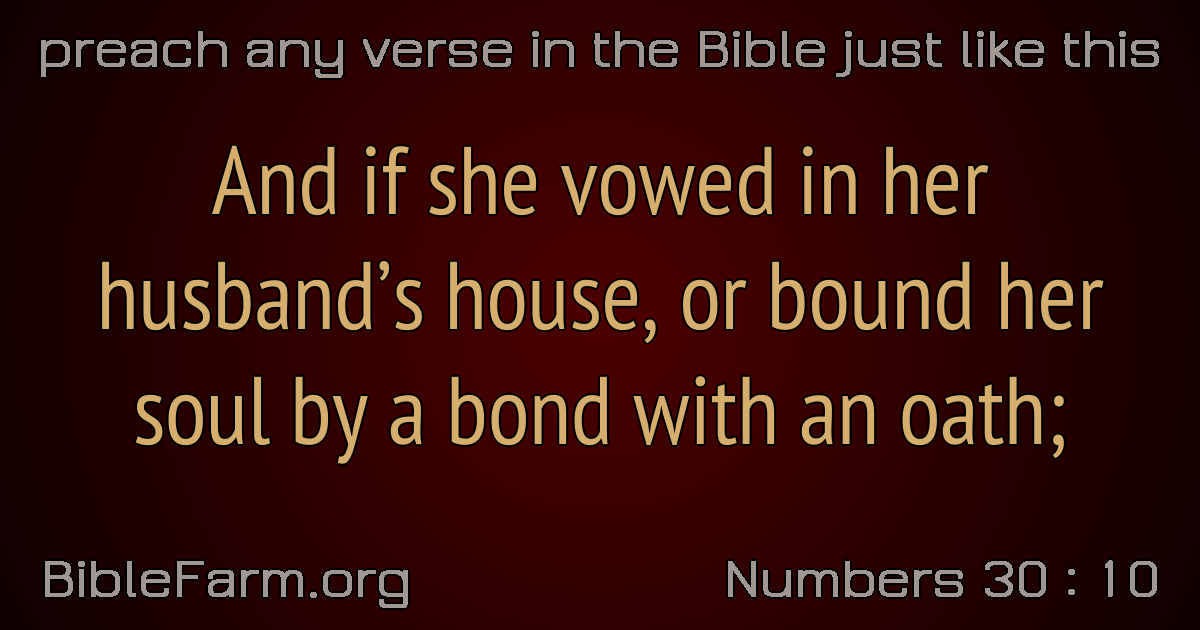 preach any verse in the Bible just like this
And if she vowed in her
husband’s house, or bound her
soul by a bond with an oath;
BibleFarm.org
Numbers 30 : 10